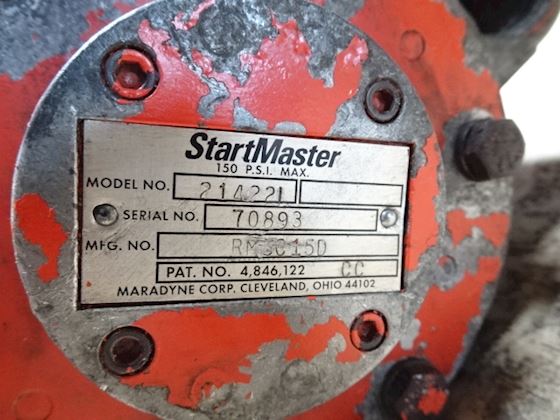 StartMaster
150 P.S.I. MAX.
MODEL NO. 21422L
SERIAL NO. 70893
MFG. NO.
PAT. NO. 4,846,122 CC
MARADYNE CORP. CLEVELAND, OHIO 44102